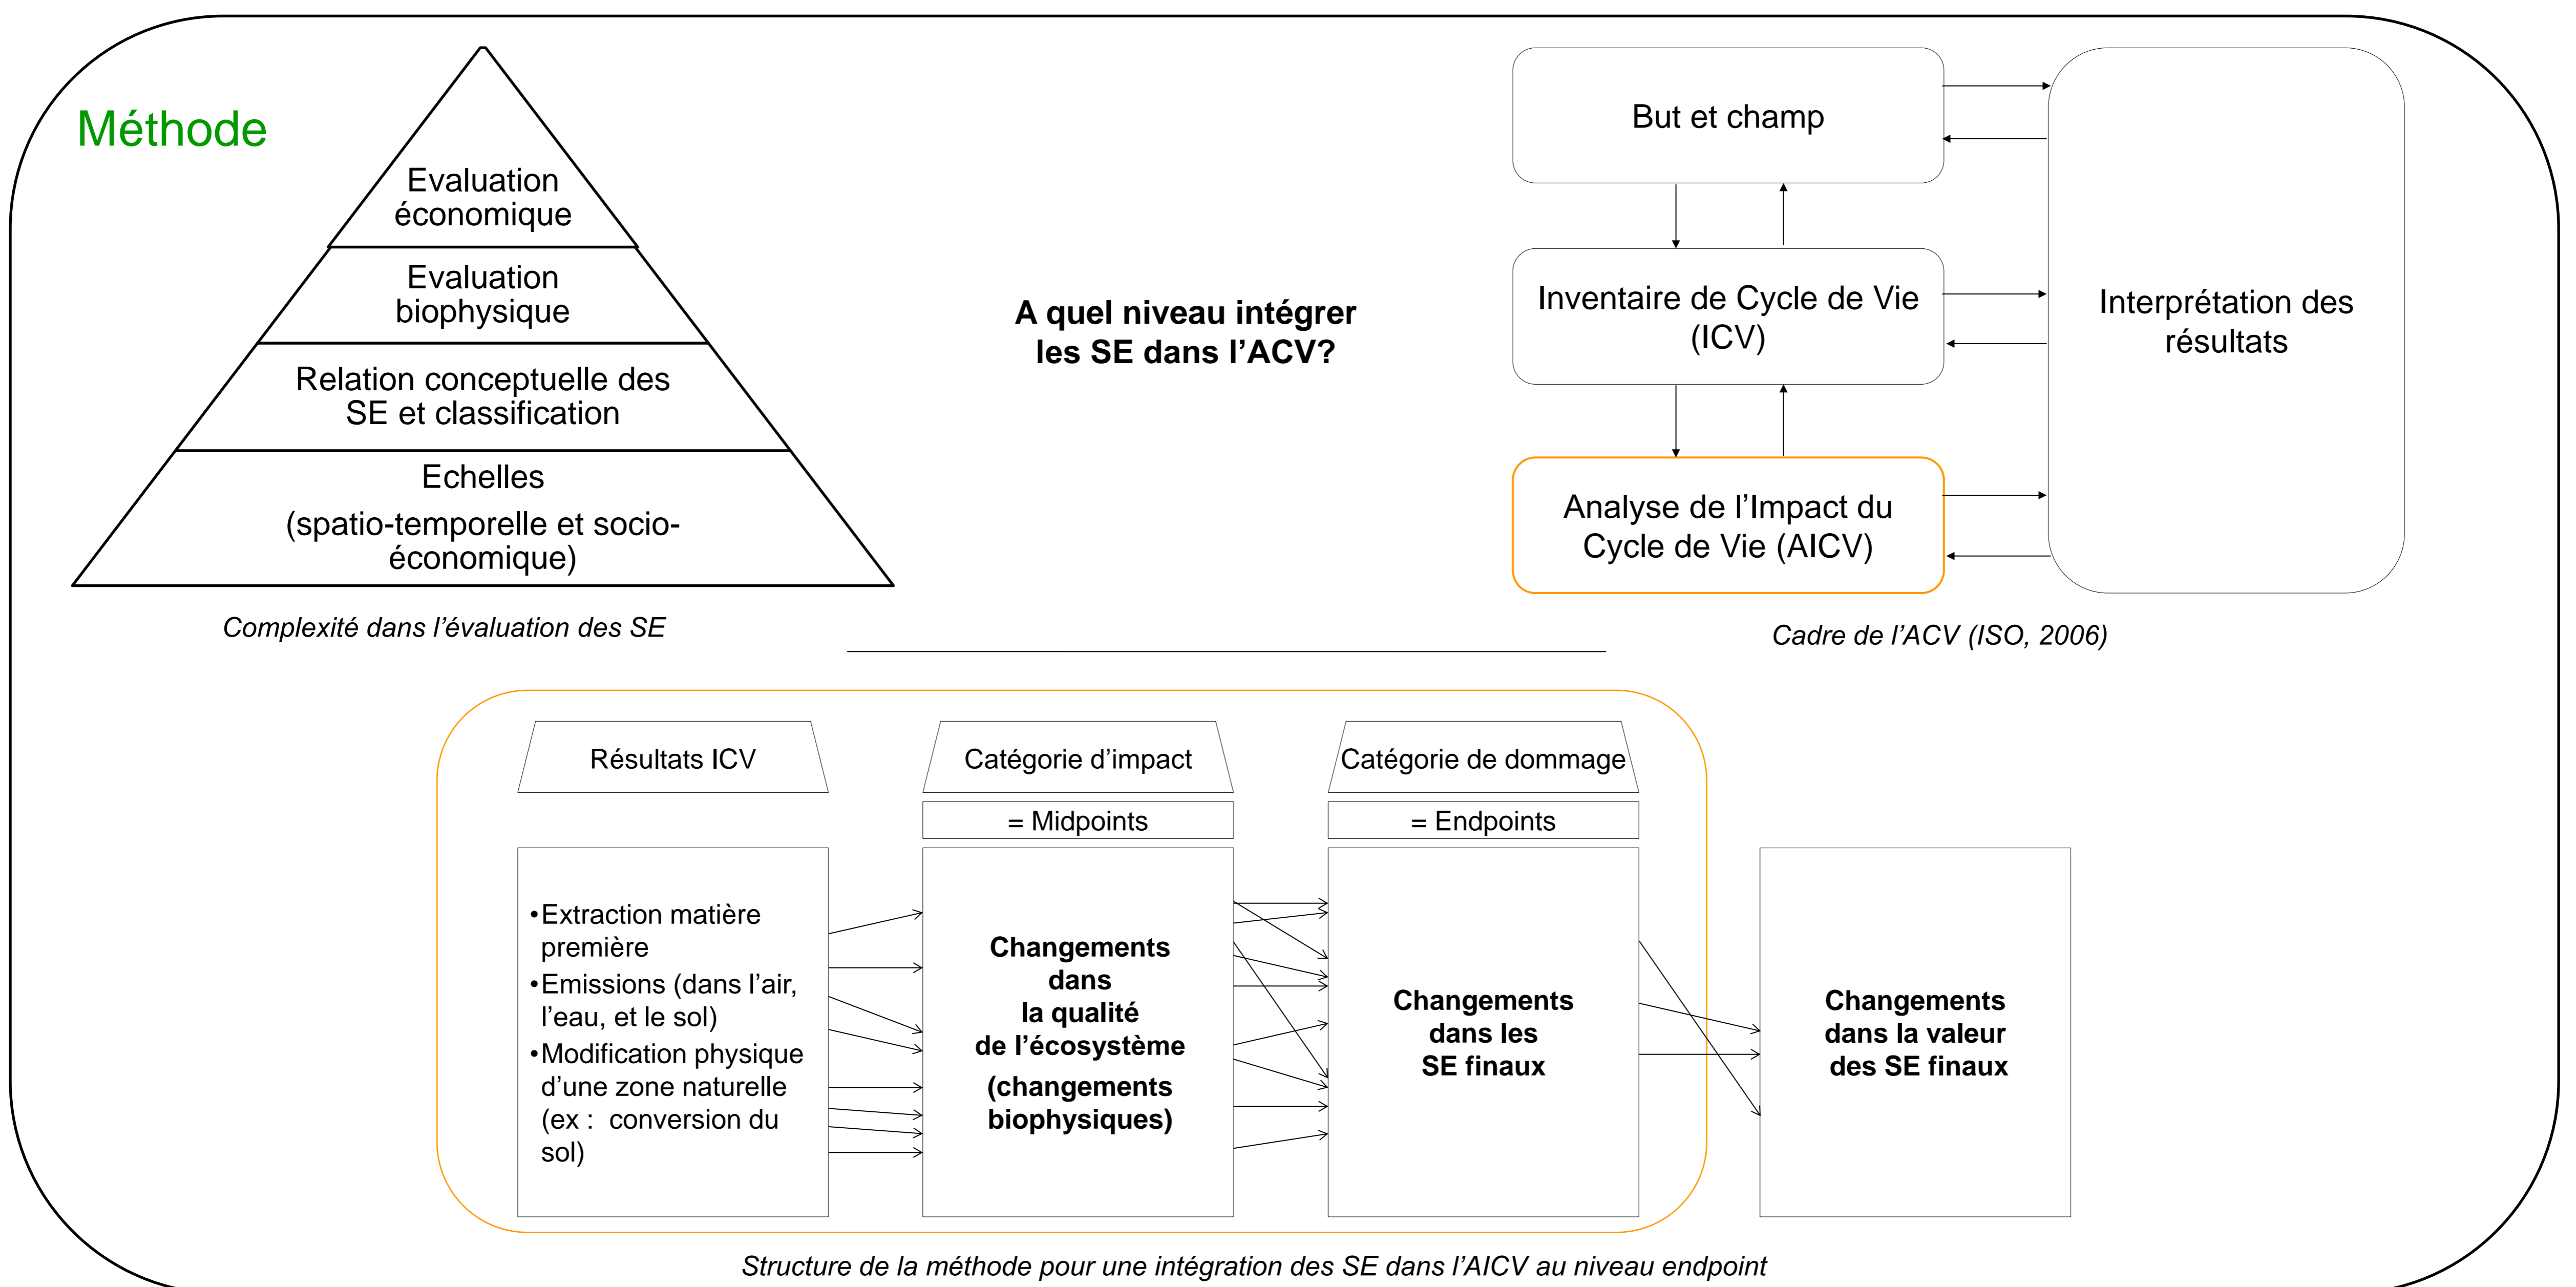 Méthode
Evaluation
économique
Evaluation
biophysique
Relation conceptuelle des
SE et classification
Echelles
(spatio-temporelle et socio-
économique)
Complexité dans l’évaluation des SE
A quel niveau intégrer
les SE dans l’ACV?
But et champ
Inventaire de Cycle de Vie
(ICV)
Analyse de l’Impact du
Cycle de Vie (AICV)
Interprétation des
résultats
Cadre de l’ACV (ISO, 2006)
Résultats ICV
•Extraction matière
première
•Emissions (dans l’air,
l’eau, et le sol)
•Modification physique
d’une zone naturelle
(ex : conversion du
sol)
Catégorie d’impact
= Midpoints
Changements
dans
la qualité
de l’écosystème
(changements
biophysiques)
Catégorie de dommage
= Endpoints
Changements
dans les
SE finaux
Changements
dans la valeur
des SE finaux
Structure de la méthode pour une intégration des SE dans l’AICV au niveau endpoint